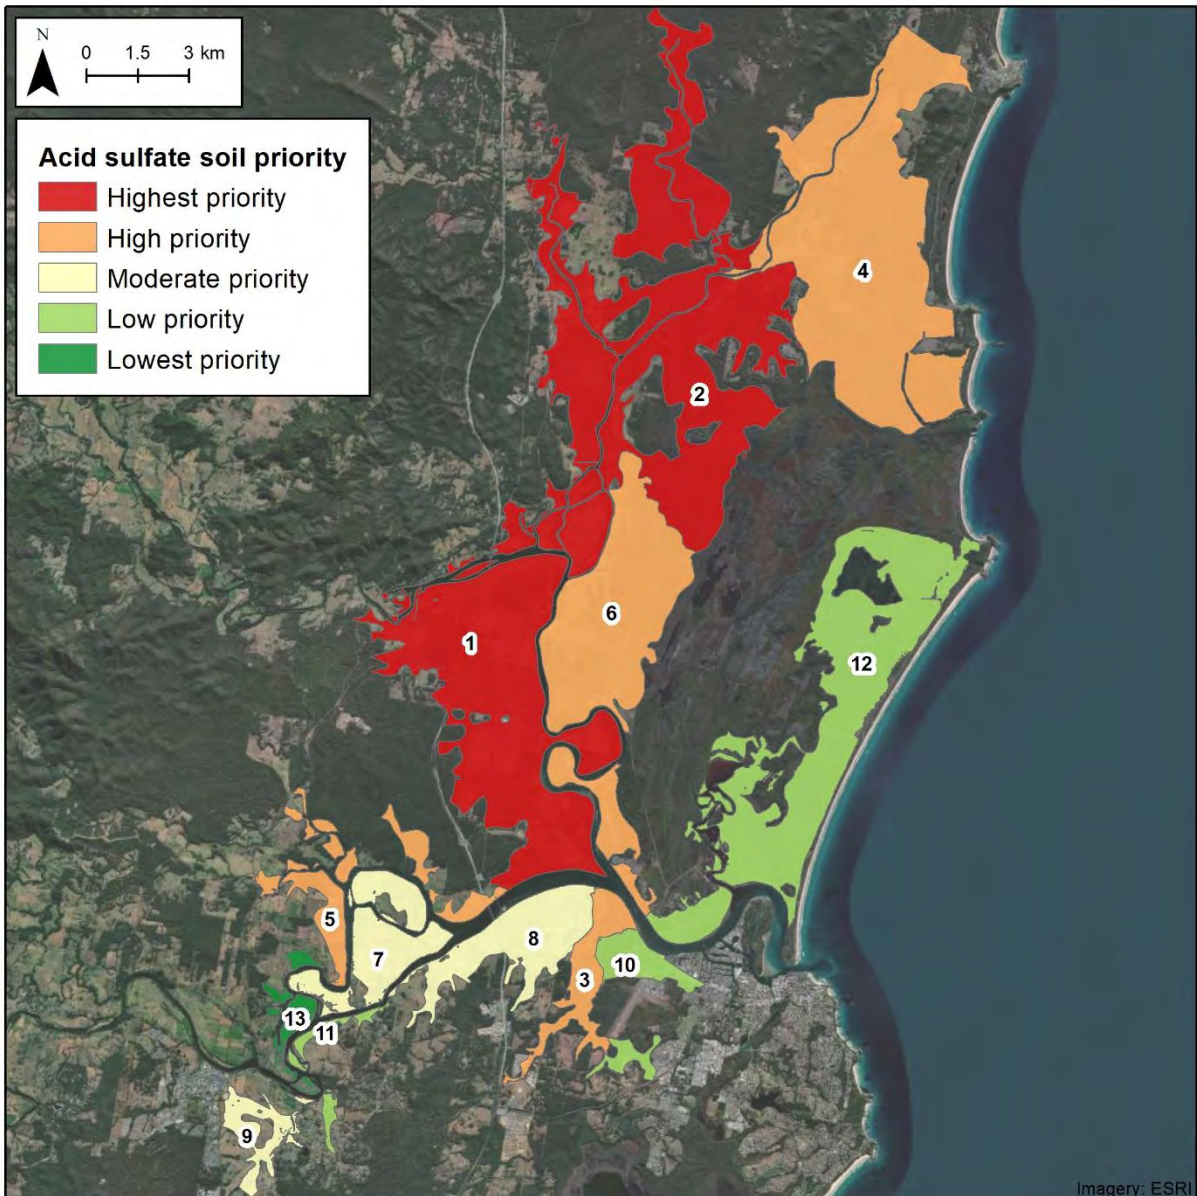 N
0 1.5 3 km
Acid sulfate soil priority
Highest priority
High priority
Moderate priority
Low priority
Lowest priority
4
2
6
1
12
5
8
7
10
3
13
11
9
Imagery: ESRI